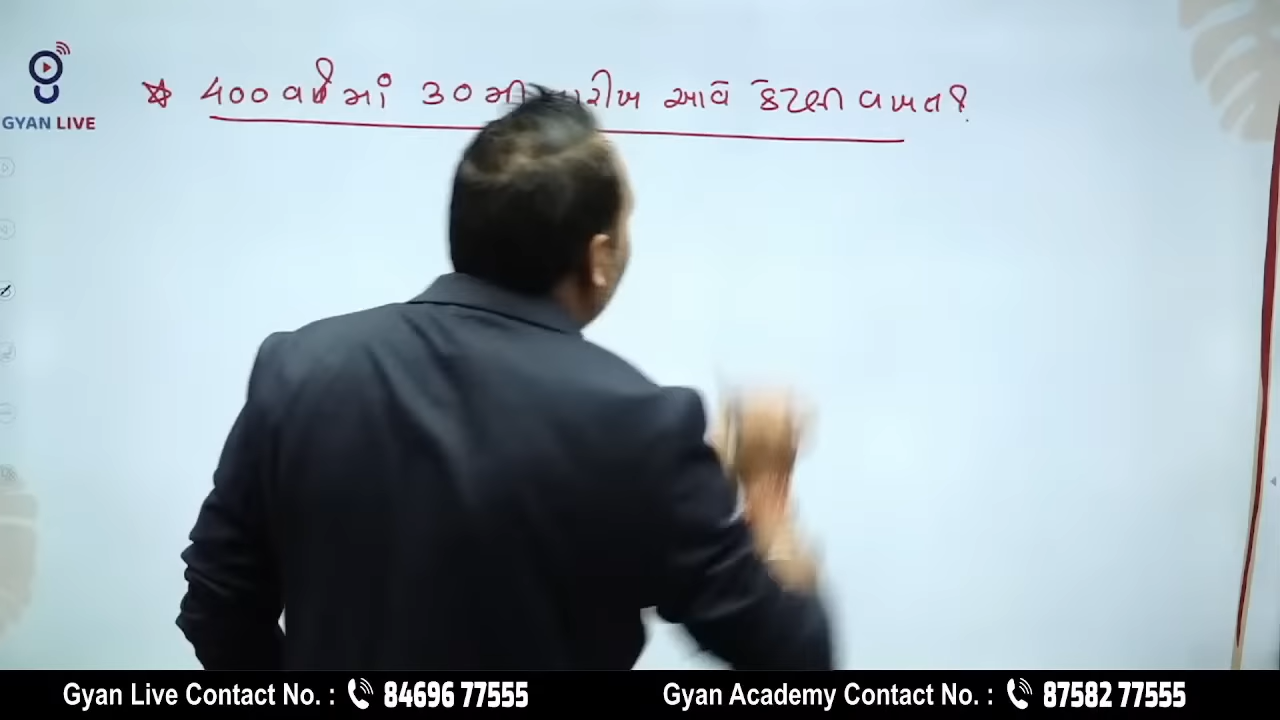 GYAN LIVE
400 વર્ષમાં 30મી તારીખ આવે કેટલા વખત?
Gyan Live Contact No. : 84696 77555
Gyan Academy Contact No. : 87582 77555